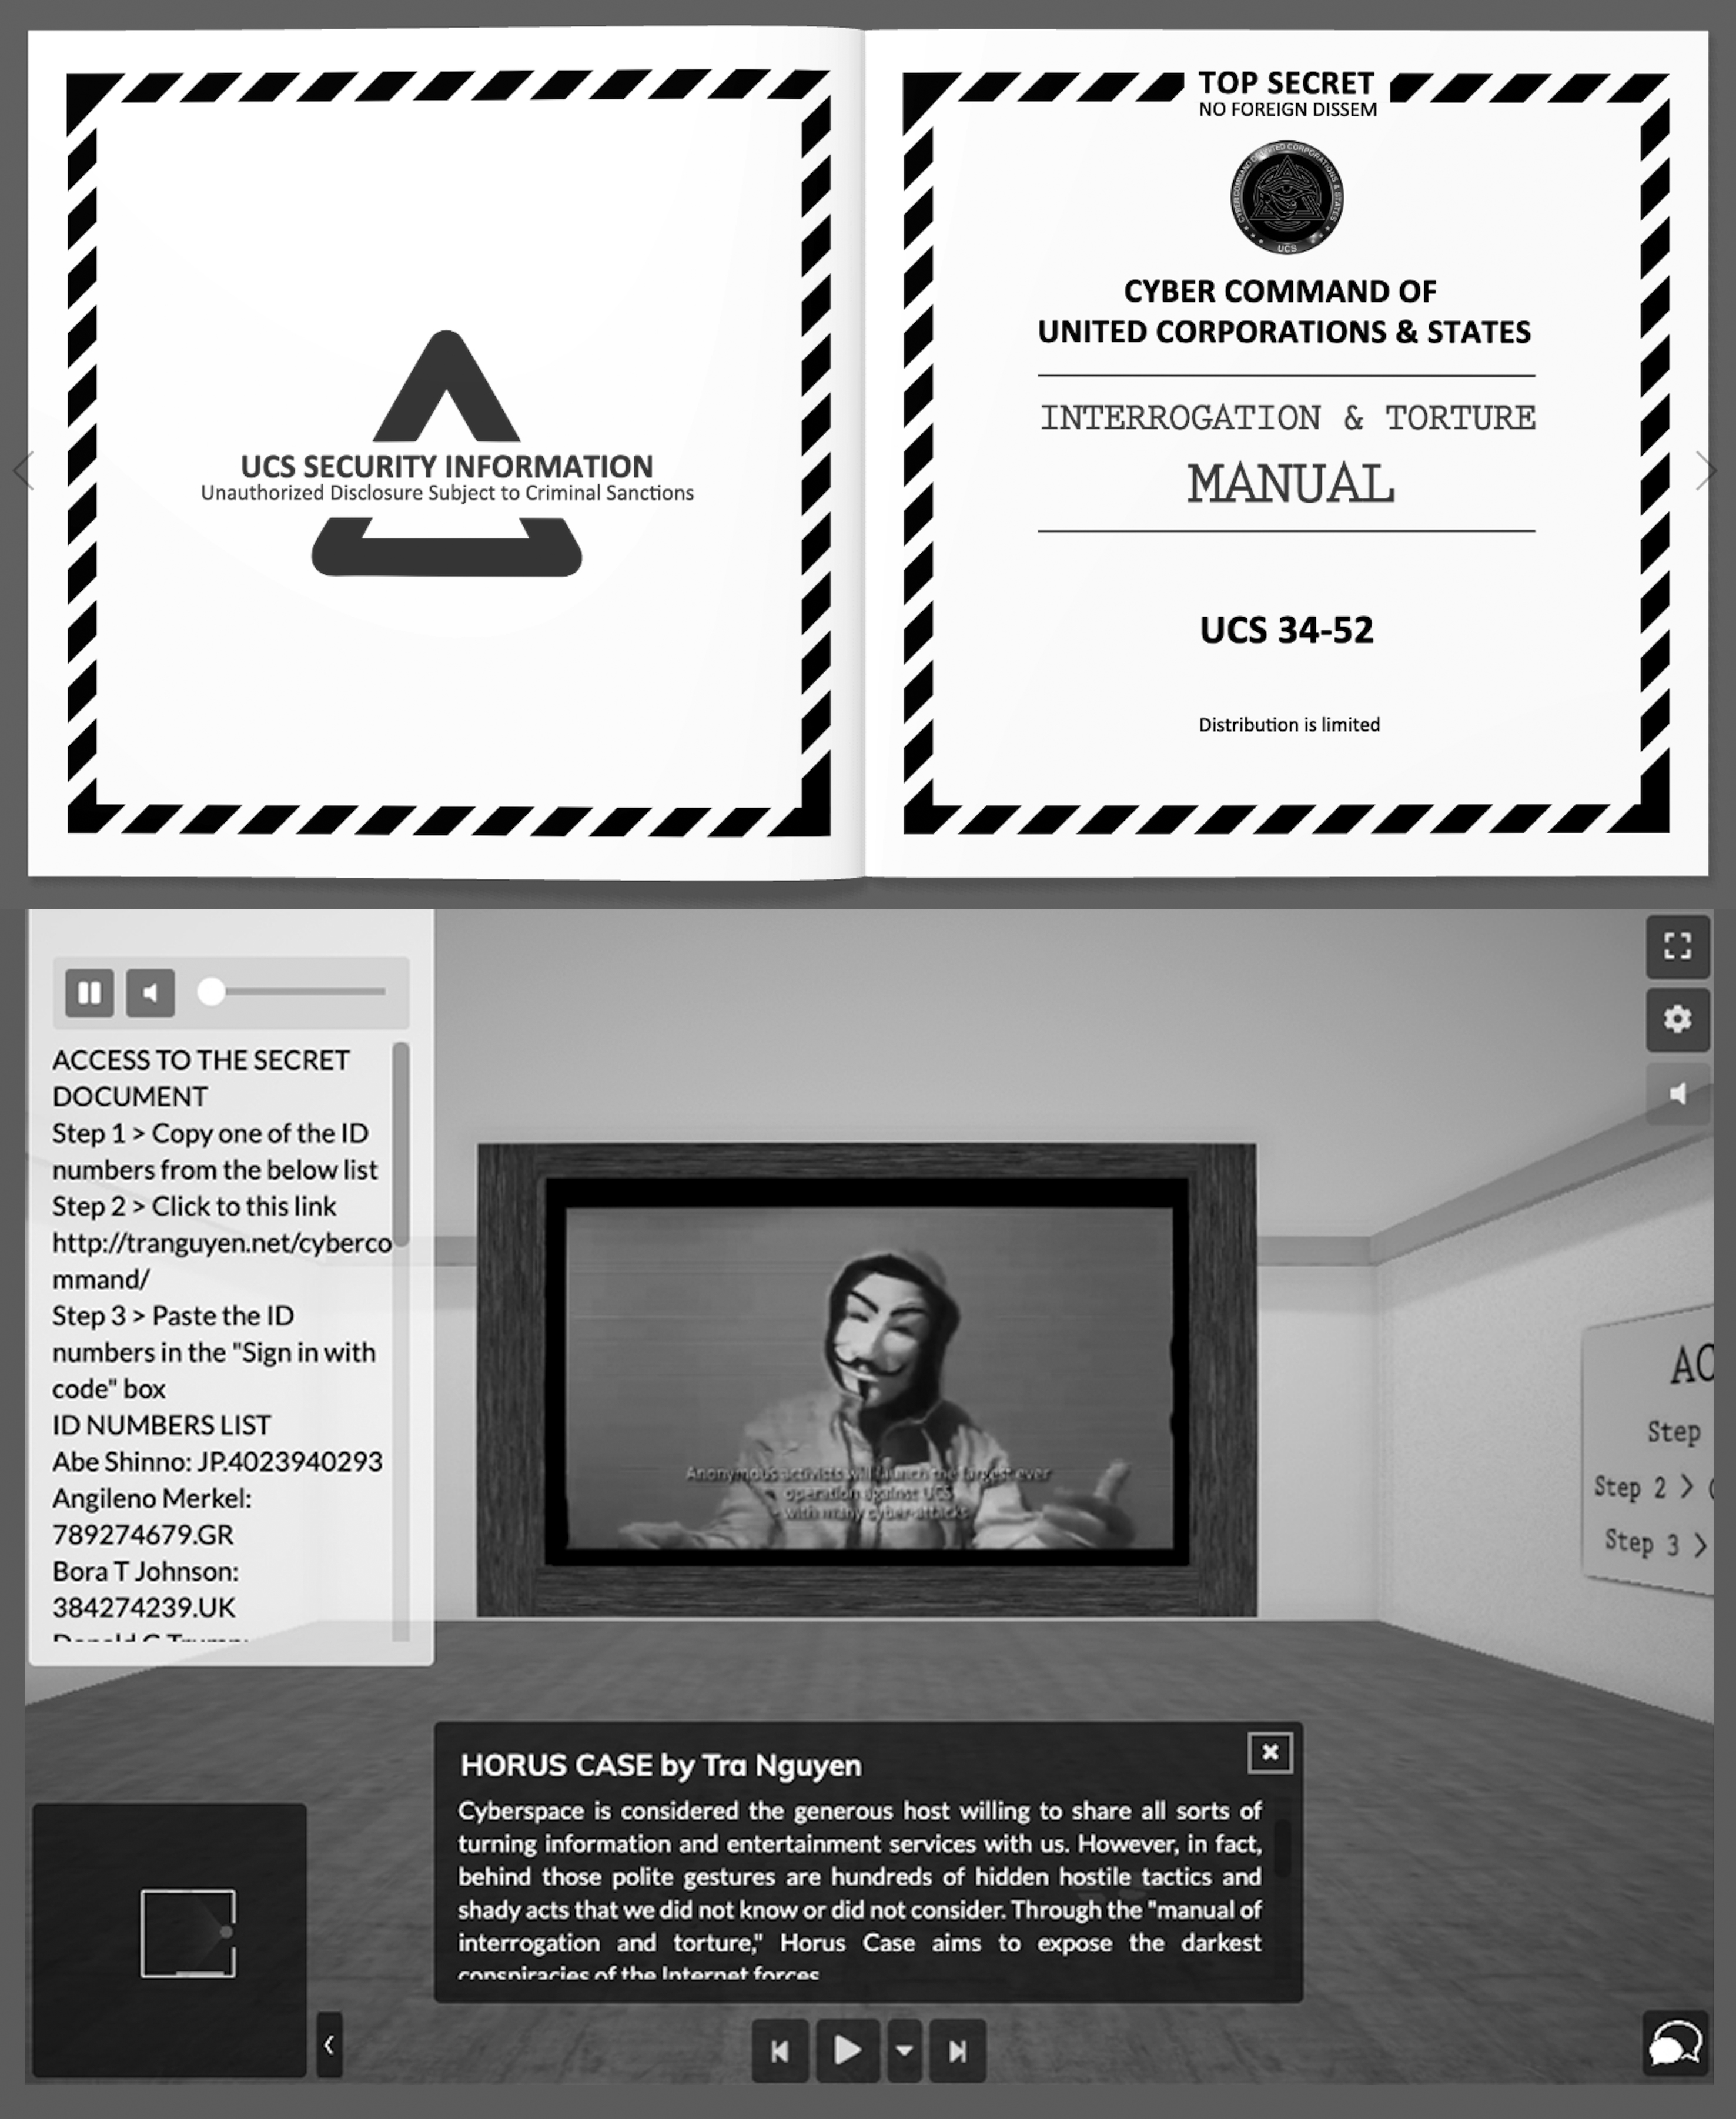 UCS SECURITY INFORMATION
Unauthorized Disclosure Subject to Criminal Sanctions
TOP SECRET
NO FOREIGN DISSEM
CYBER COMMAND OF UNITED CORPORATIONS & STATES
UCS
CYBER COMMAND OF
UNITED CORPORATIONS & STATES
INTERROGATION & TORTURE
MANUAL
UCS 34-52
Distribution is limited
ACCESS TO THE SECRET
DOCUMENT
Step 1 > Copy one of the ID
numbers from the below list
Step 2 > Click to this link
http://tranguyen.net/cyberco
mmand/
Step 3 > Paste the ID
numbers in the "Sign in with
code" box
ID NUMBERS LIST
Abe Shinno: JP.4023940293
Angileno Merkel:
789274679.GR
Bora T Johnson:
384274239.UK
Anonymous activists will launch the largest ever
operation against UCS
- with many cyber-attacks
AC
Step
Step 2 >
Step 3 >
HORUS CASE by Tra Nguyen
Cyberspace is considered the generous host willing to share all sorts of
turning information and entertainment services with us. However, in fact,
behind those polite gestures are hundreds of hidden hostile tactics and
shady acts that we did not know or did not consider. Through the "manual of
interrogation and torture," Horus Case aims to expose the darkest
conspiracies of the Internet forces